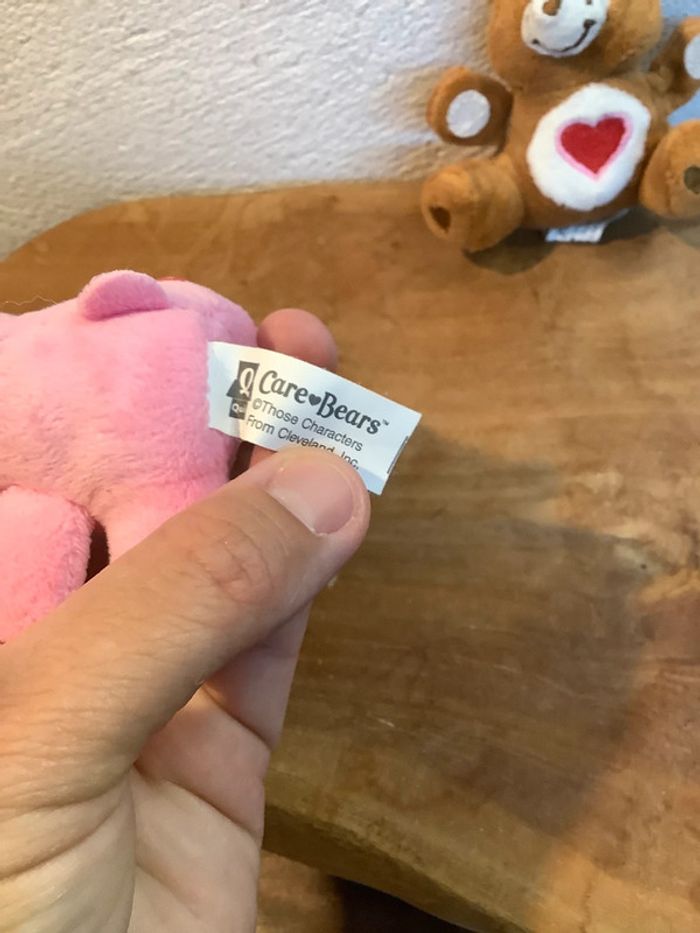 Care Bears™
©Those Characters
From Cleveland, Inc.